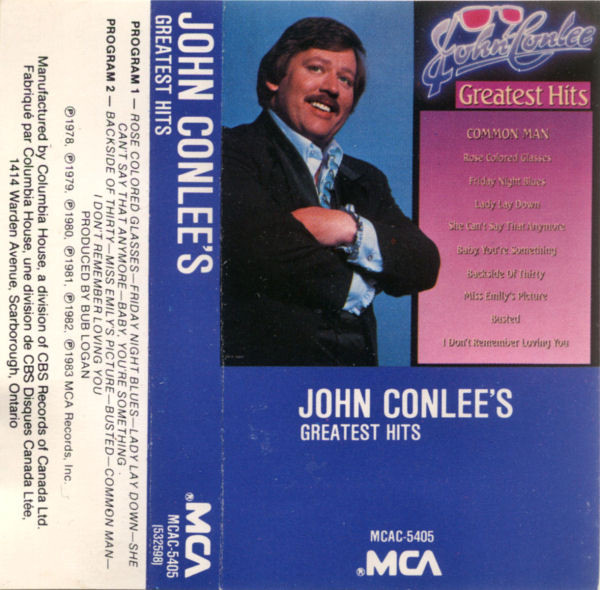 Manufactured by Columbia House, a division of CBS Records of Canada Ltd.
Fabriqué par Columbia House, une division de CBS Disques Canada Ltée,
1414 Warden Avenue, Scarborough, Ontario
℗1978, ℗1979, ℗1980, ℗1981, ℗1982, ℗1983 MCA Records, Inc.
PROGRAM 1 - ROSE COLORED GLASSES—FRIDAY NIGHT BLUES—LADY LAY DOWN—SHE
CAN'T SAY THAT ANYMORE—BABY, YOU'RE SOMETHING
PROGRAM 2 - BACKSIDE OF THIRTY—MISS EMILY'S PICTURE—BUSTED—COMMON MAN—
I DON'T REMEMBER LOVING YOU
PRODUCED BY BUB LOGAN
JOHN CONLEE'S
GREATEST HITS
MCA®
MCAC-5405
(532598)
John Conlee
Greatest Hits
COMMON MAN
Rose Colored Glasses
Friday Night Blues
Lady Lay Down
She Can't Say That Anymore
Baby You're Something
Backside Of Thirty
Miss Emily's Picture
Busted
I Don't Remember Loving You
JOHN CONLEE'S
GREATEST HITS
MCAC-5405
®MCA